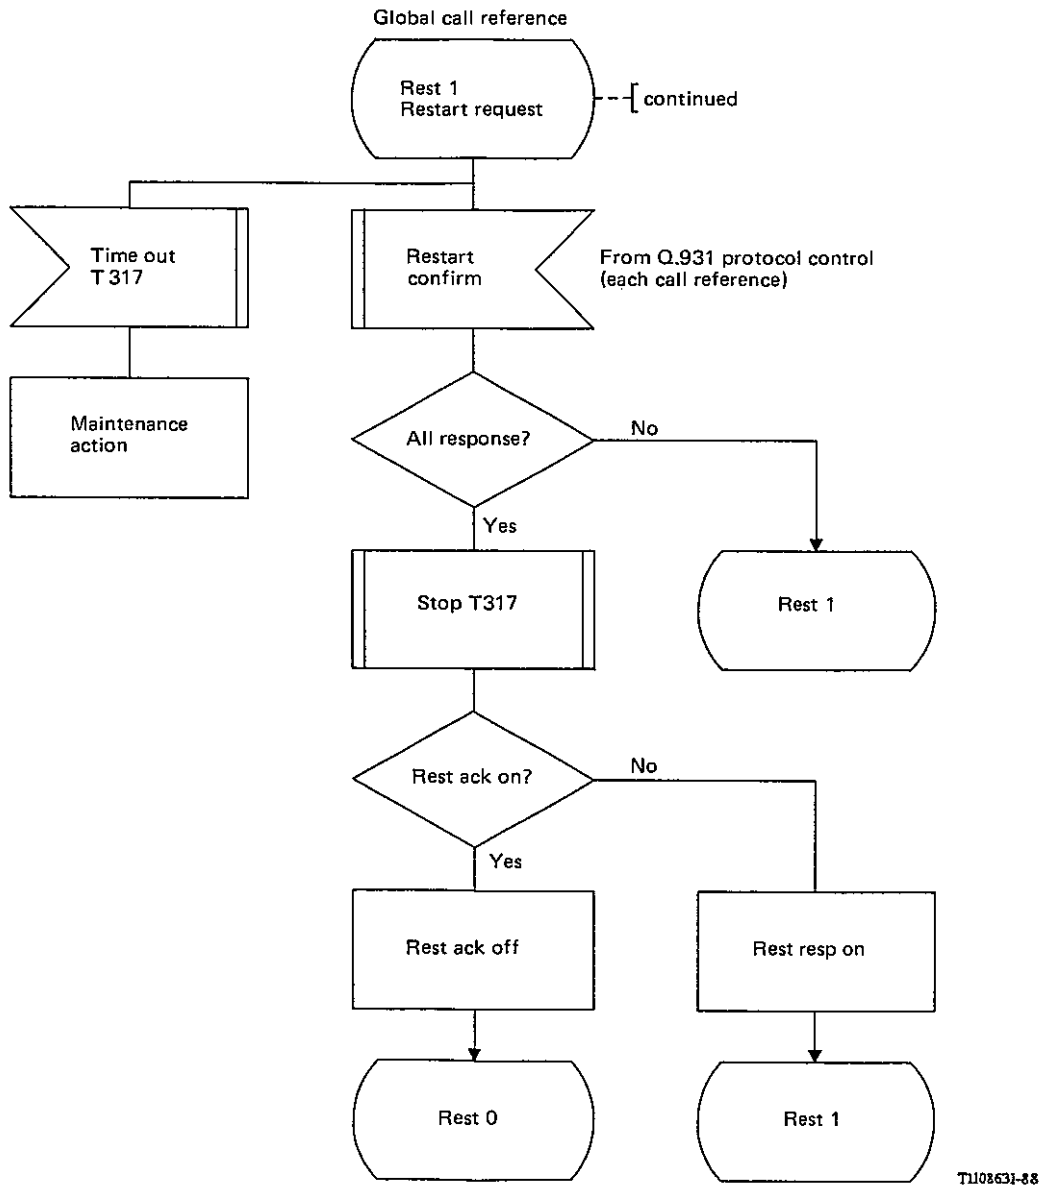 Global call reference
Rest 1
Restart request
continued
Time out
T 317
Restart
confirm
From Q.931 protocol control
(each call reference)
Maintenance
action
All response?
No
Yes
Stop T317
Rest 1
Rest ack on?
No
Yes
Rest ack off
Rest resp on
Rest 0
Rest 1
T1108631-88